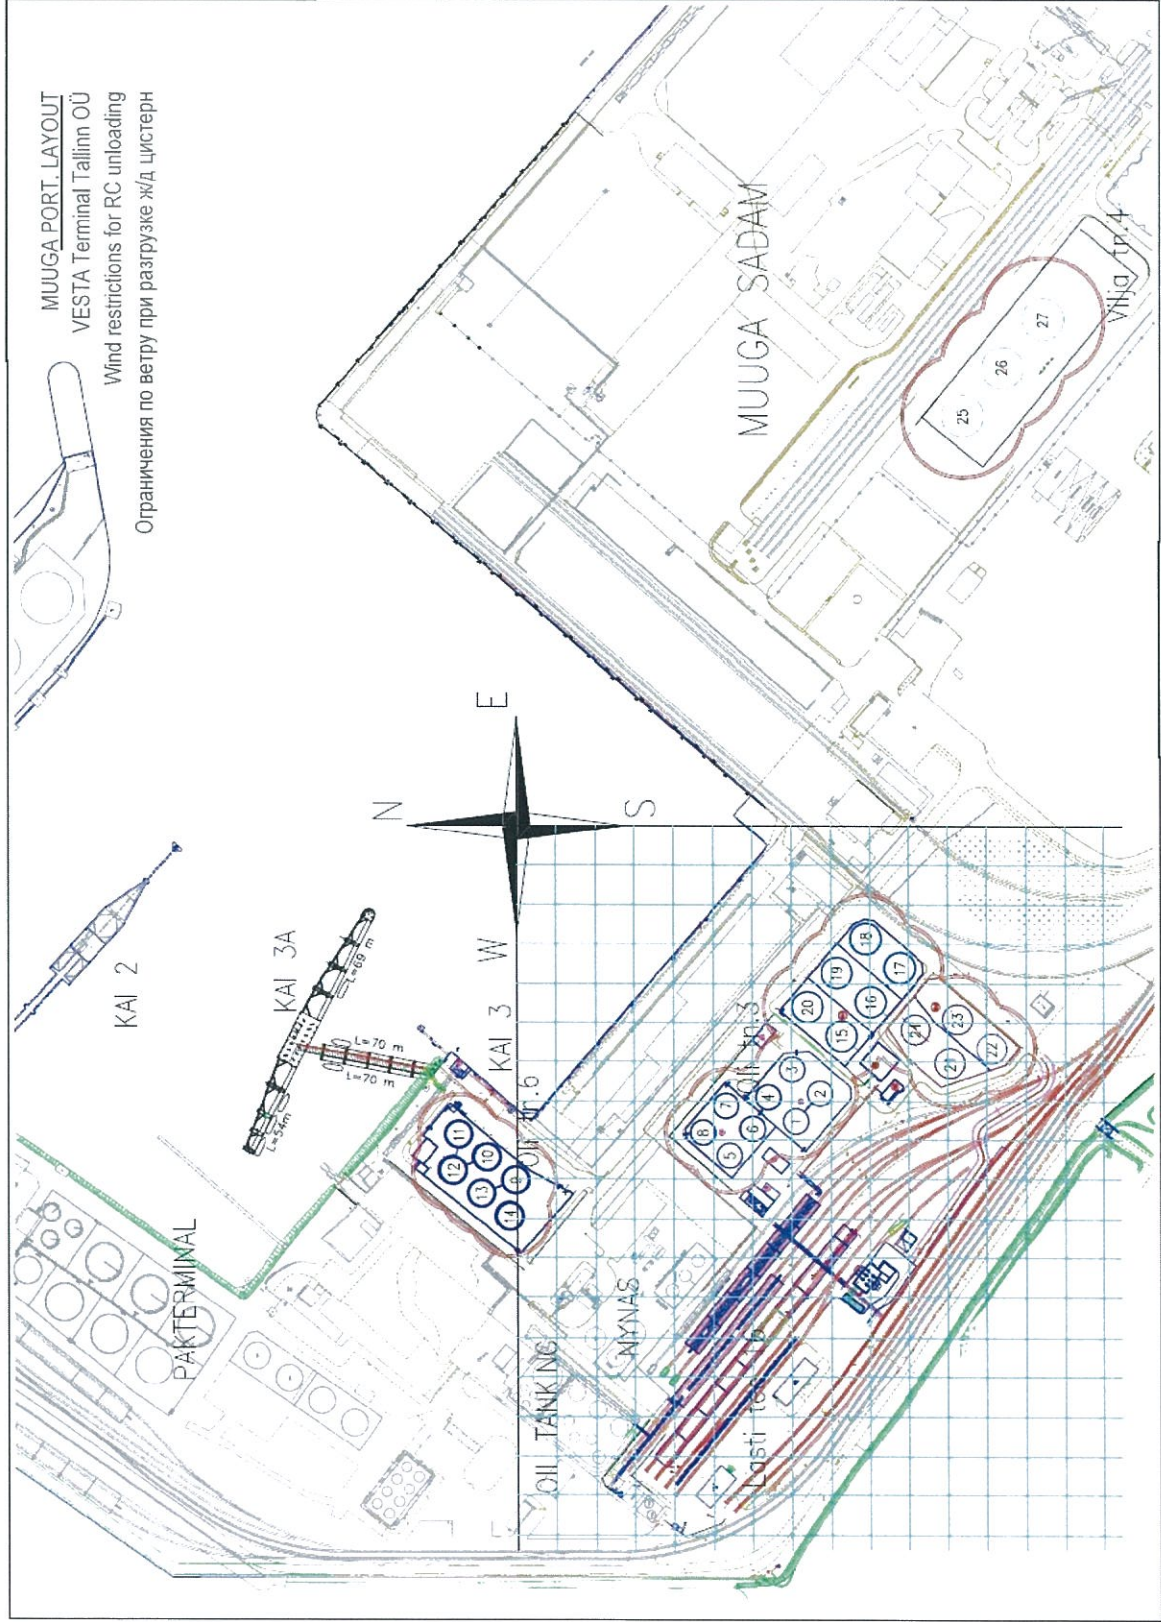 MUUGA PORT. LAYOUT
VESTA Terminal Tallinn OÜ
Wind restrictions for RC unloading
Ограничения по ветру при разгрузке ж/д цистерн
KAI 2
KAI 3A
L=69 m
L=54m
L=70 m
L=70 m
N
E
S
W
KAI 3
PAKTERMINAL
MUUGA SADAM
25
26
27
Vilja tn.4
Oli tn.6
11
12
10
13
9
14
OIL TANKING
NYNAS
Oli tn.3
8
7
5
6
4
3
1
2
20
19
18
15
16
17
24
23
21
22
Lasti